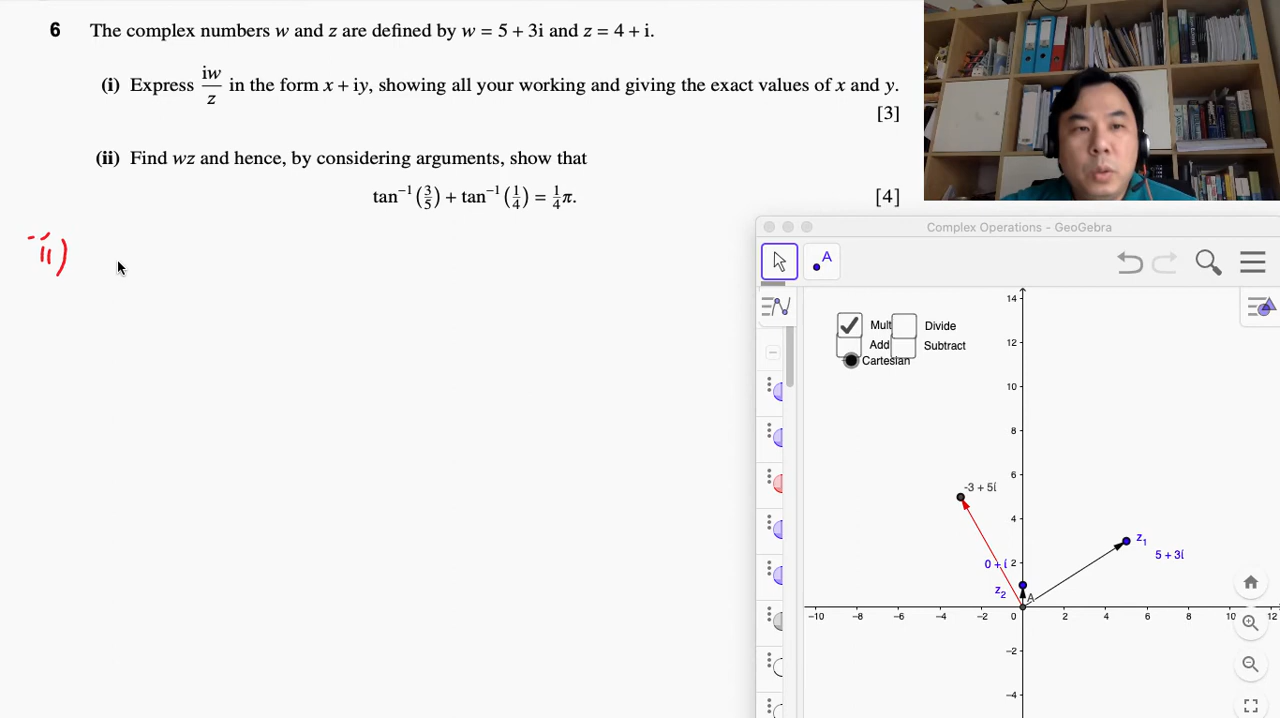 6 The complex numbers w and z are defined by w = 5 + 3i and z = 4 + i.
(i) Express iw/z in the form x + iy, showing all your working and giving the exact values of x and y.
[3]
(ii) Find wz and hence, by considering arguments, show that
tan⁻¹(3/5) + tan⁻¹(1/4) = 1/4π. [4]
ii)
Complex Operations - GeoGebra
A
Mult Divide
Add Subtract
Cartesian
14
12
10
8
6
4
2
-2
-4
-10 -8 -6 -4 -2 0 2 4 6 8 10 12
-3 + 5í
z₁
5 + 3í
0 + í
z₂
A